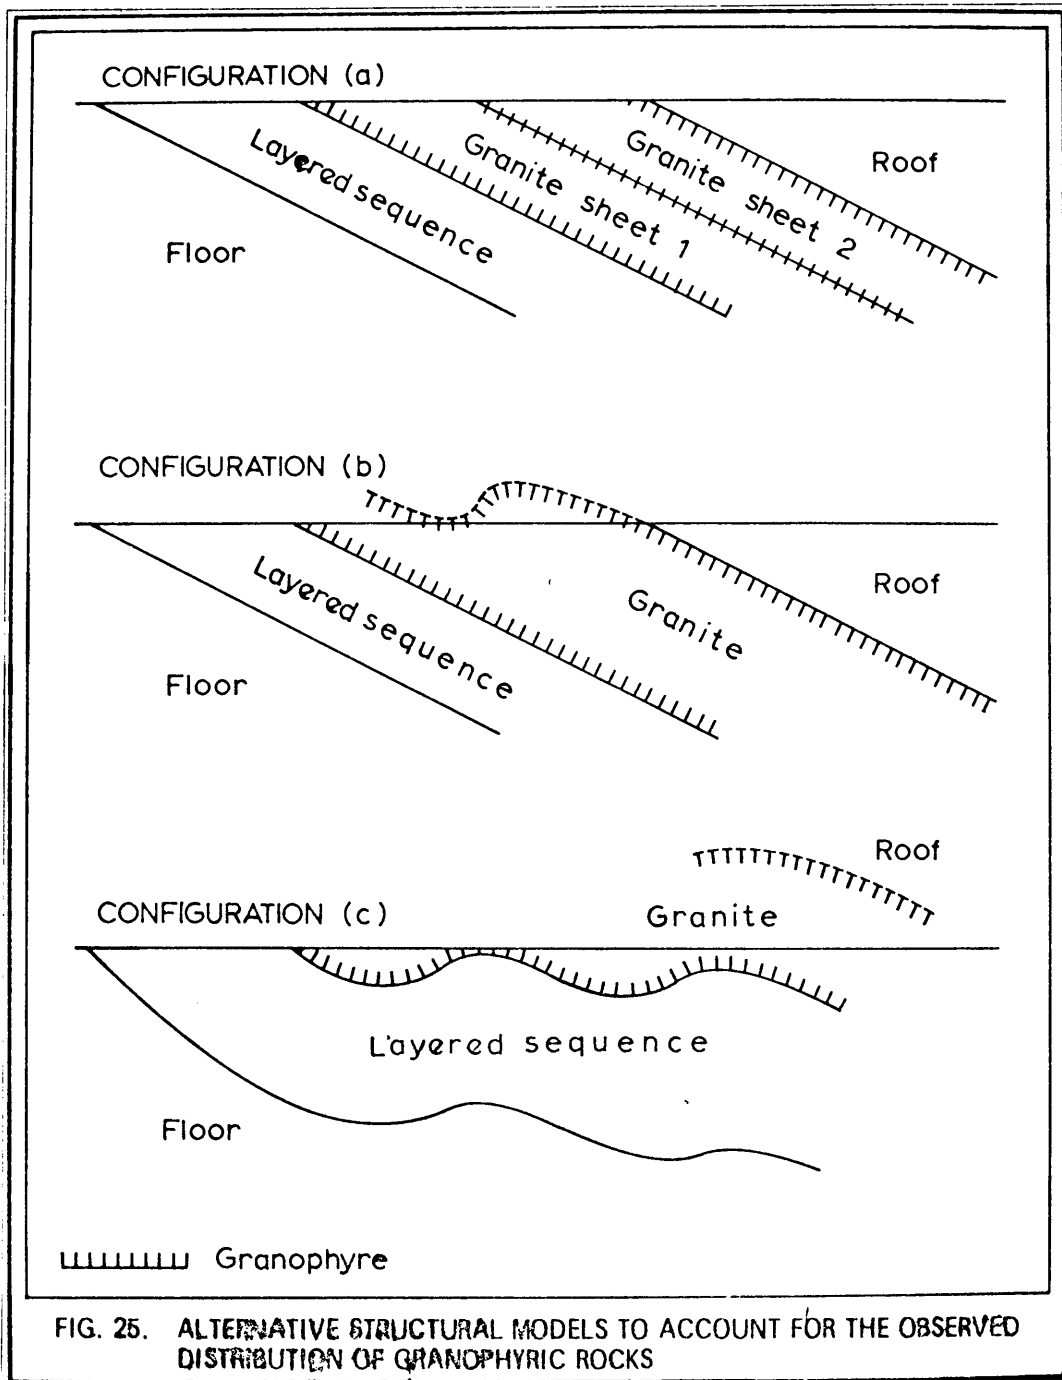 CONFIGURATION (a)
Layered sequence
Granite sheet 1
Granite sheet 2
Roof
Floor
CONFIGURATION (b)
Layered sequence
Granite
Roof
Floor
Roof
CONFIGURATION (c)
Granite
Layered sequence
Floor
Granophyre
FIG. 25. ALTERNATIVE STRUCTURAL MODELS TO ACCOUNT FOR THE OBSERVED
DISTRIBUTION OF GRANOPHYRIC ROCKS